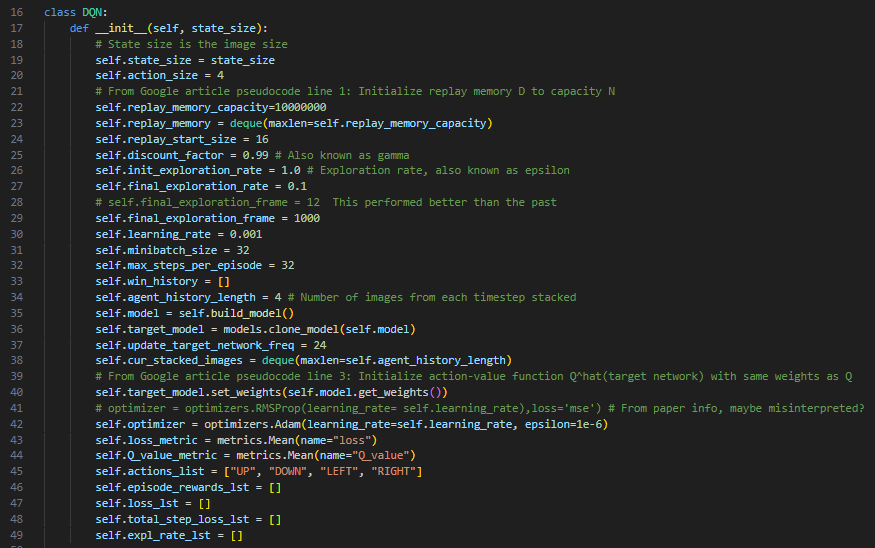 16 class DQN:
17     def __init__(self, state_size):
18         # State size is the image size
19         self.state_size = state_size
20         self.action_size = 4
21         # From Google article pseudocode line 1: Initialize replay memory D to capacity N
22         self.replay_memory_capacity=10000000
23         self.replay_memory = deque(maxlen=self.replay_memory_capacity)
24         self.replay_start_size = 16
25         self.discount_factor = 0.99 # Also known as gamma
26         self.init_exploration_rate = 1.0 # Exploration rate, also known as epsilon
27         self.final_exploration_rate = 0.1
28         # self.final_exploration_frame = 12  This performed better than the past
29         self.final_exploration_frame = 1000
30         self.learning_rate = 0.001
31         self.minibatch_size = 32
32         self.max_steps_per_episode = 32
33         self.win_history = []
34         self.agent_history_length = 4 # Number of images from each timestep stacked
35         self.model = self.build_model()
36         self.target_model = models.clone_model(self.model)
37         self.update_target_network_freq = 24
38         self.cur_stacked_images = deque(maxlen=self.agent_history_length)
39         # From Google article pseudocode line 3: Initialize action-value function Q^hat(target network) with same weights as Q
40         self.target_model.set_weights(self.model.get_weights())
41         # optimizer = optimizers.RMSProp(learning_rate= self.learning_rate),loss='mse') # From paper info, maybe misinterpreted?
42         self.optimizer = optimizers.Adam(learning_rate=self.learning_rate, epsilon=1e-6)
43         self.loss_metric = metrics.Mean(name="loss")
44         self.Q_value_metric = metrics.Mean(name="Q_value")
45         self.actions_list = ["UP", "DOWN", "LEFT", "RIGHT"]
46         self.episode_rewards_lst = []
47         self.loss_lst = []
48         self.total_step_loss_lst = []
49         self.expl_rate_lst = []